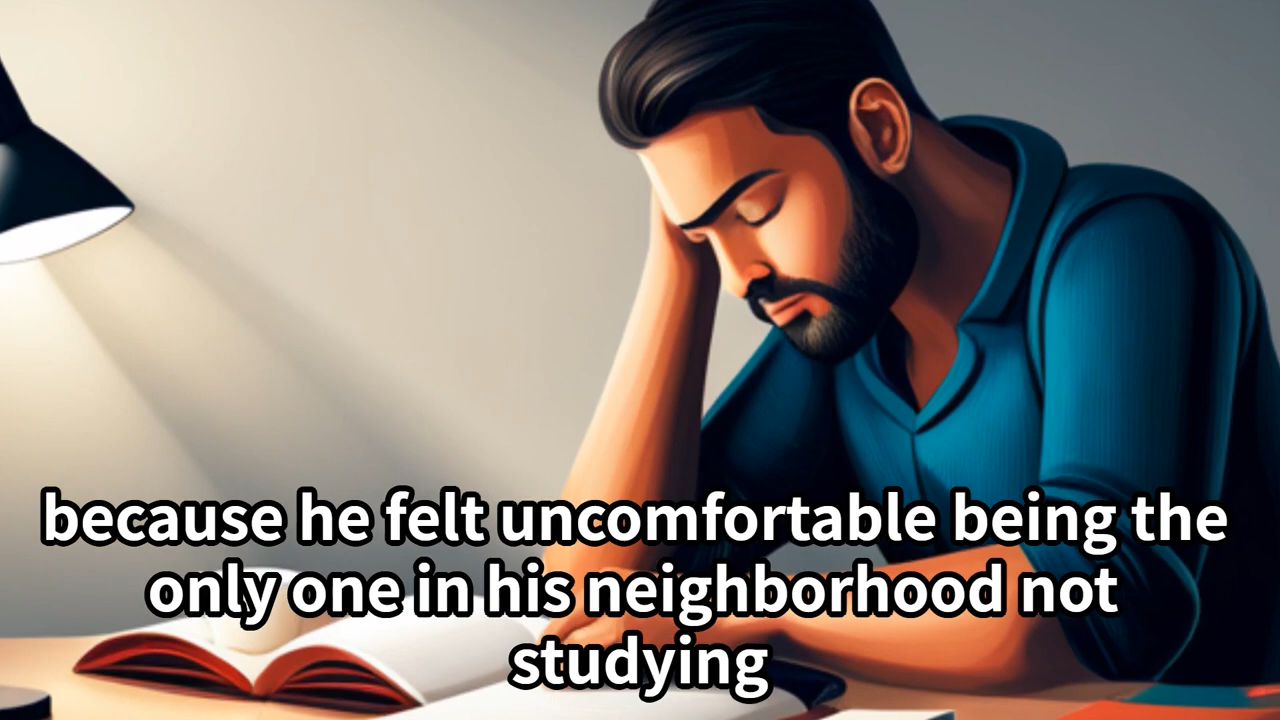 because he felt uncomfortable being the
only one in his neighborhood not
studying